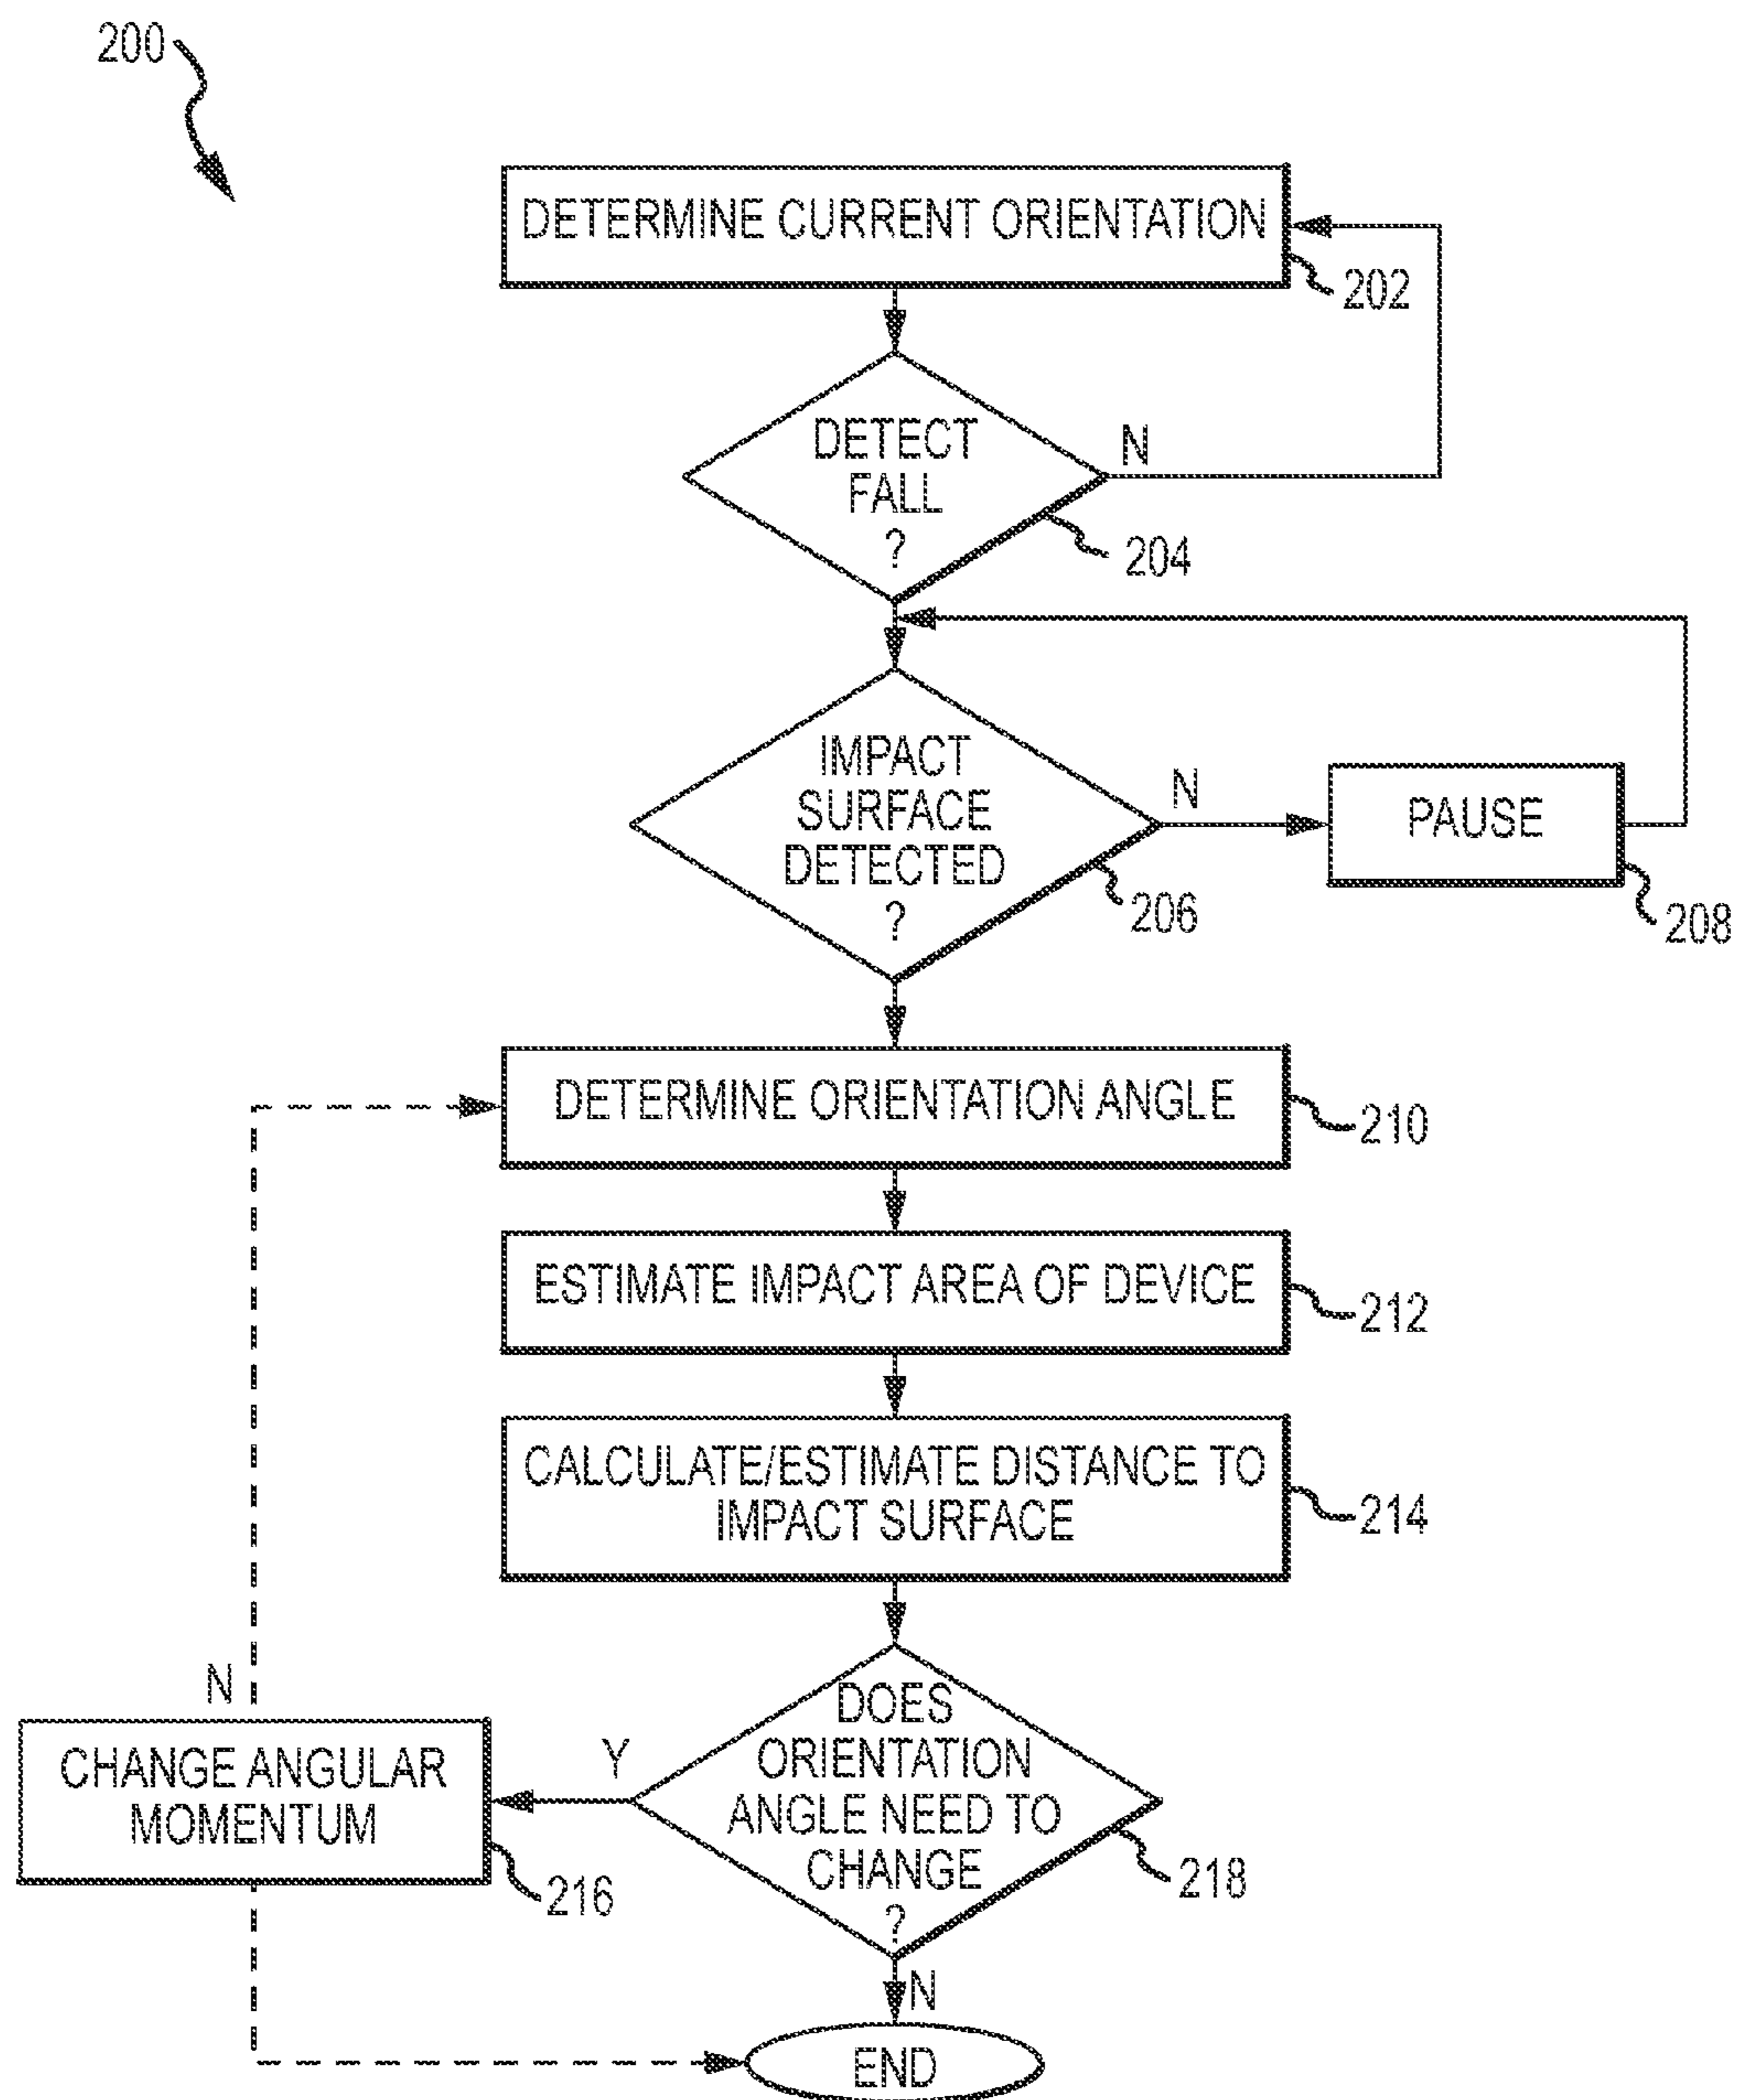 200
DETERMINE CURRENT ORIENTATION
202
DETECT
FALL
?
N
204
IMPACT
SURFACE
DETECTED
?
N
206
PAUSE
208
DETERMINE ORIENTATION ANGLE
210
ESTIMATE IMPACT AREA OF DEVICE
212
CALCULATE/ESTIMATE DISTANCE TO
IMPACT SURFACE
214
DOES
ORIENTATION
ANGLE NEED TO
CHANGE
?
218
Y
N
CHANGE ANGULAR
MOMENTUM
216
N
END